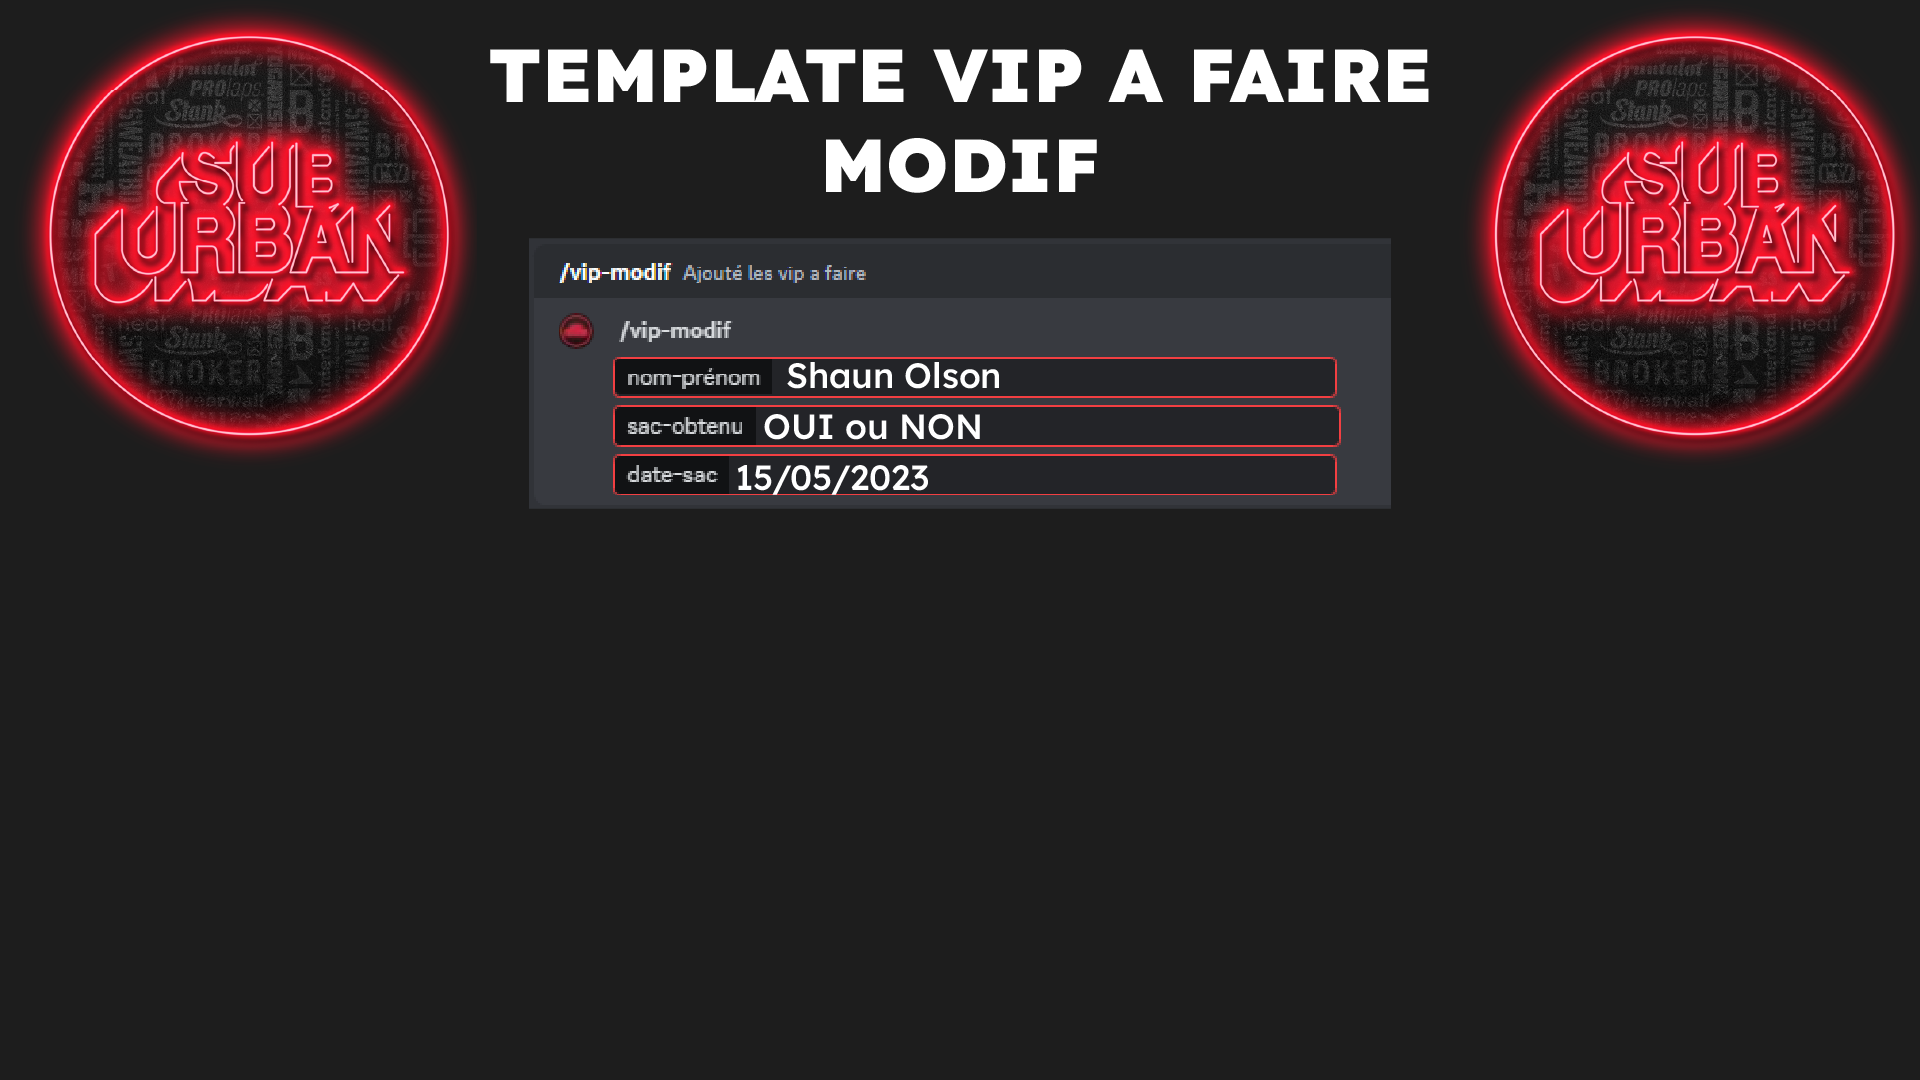 TEMPLATE VIP A FAIRE
MODIF
SUB
URBAN
SUB
URBAN
/vip-modif Ajouté les vip a faire
/vip-modif
nom-prénom Shaun Olson
sac-obtenu OUI ou NON
date-sac 15/05/2023